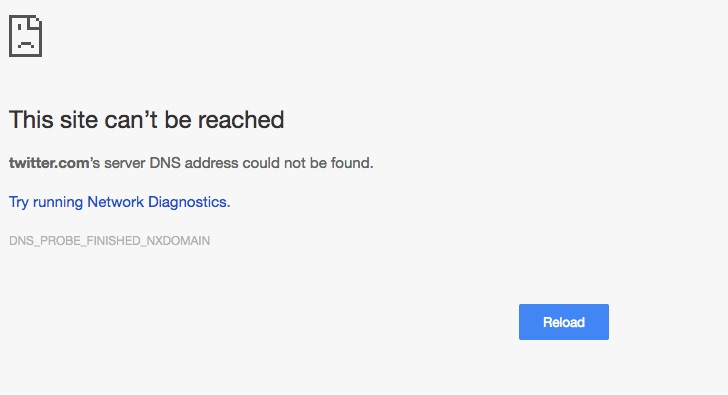 This site can’t be reached
twitter.com’s server DNS address could not be found.
Try running Network Diagnostics.
DNS_PROBE_FINISHED_NXDOMAIN
Reload